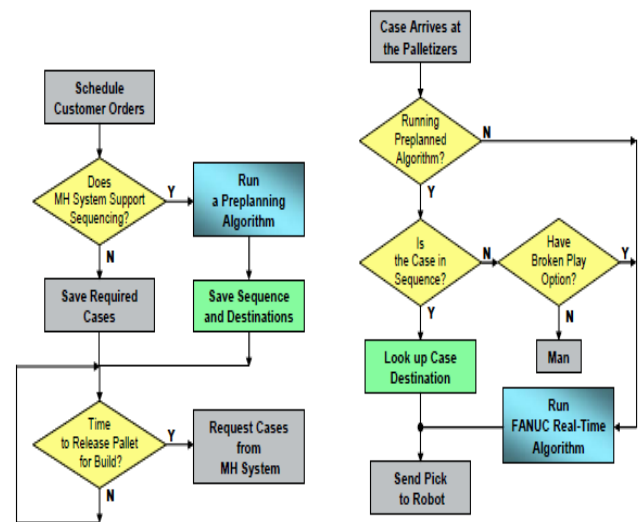 Schedule
Customer Orders
Does
MH System Support
Sequencing?
Y
N
Run
a Preplanning
Algorithm
Save Required
Cases
Save Sequence
and Destinations
Time
to Release Pallet
for Build?
Y
N
Request Cases
from
MH System
Case Arrives at
the Palletizers
Running
Preplanned
Algorithm?
N
Y
Is
the Case in
Sequence?
N
Y
Have
Broken Play
Option?
Y
N
Man
Look up Case
Destination
Run
FANUC Real-Time
Algorithm
Send Pick
to Robot